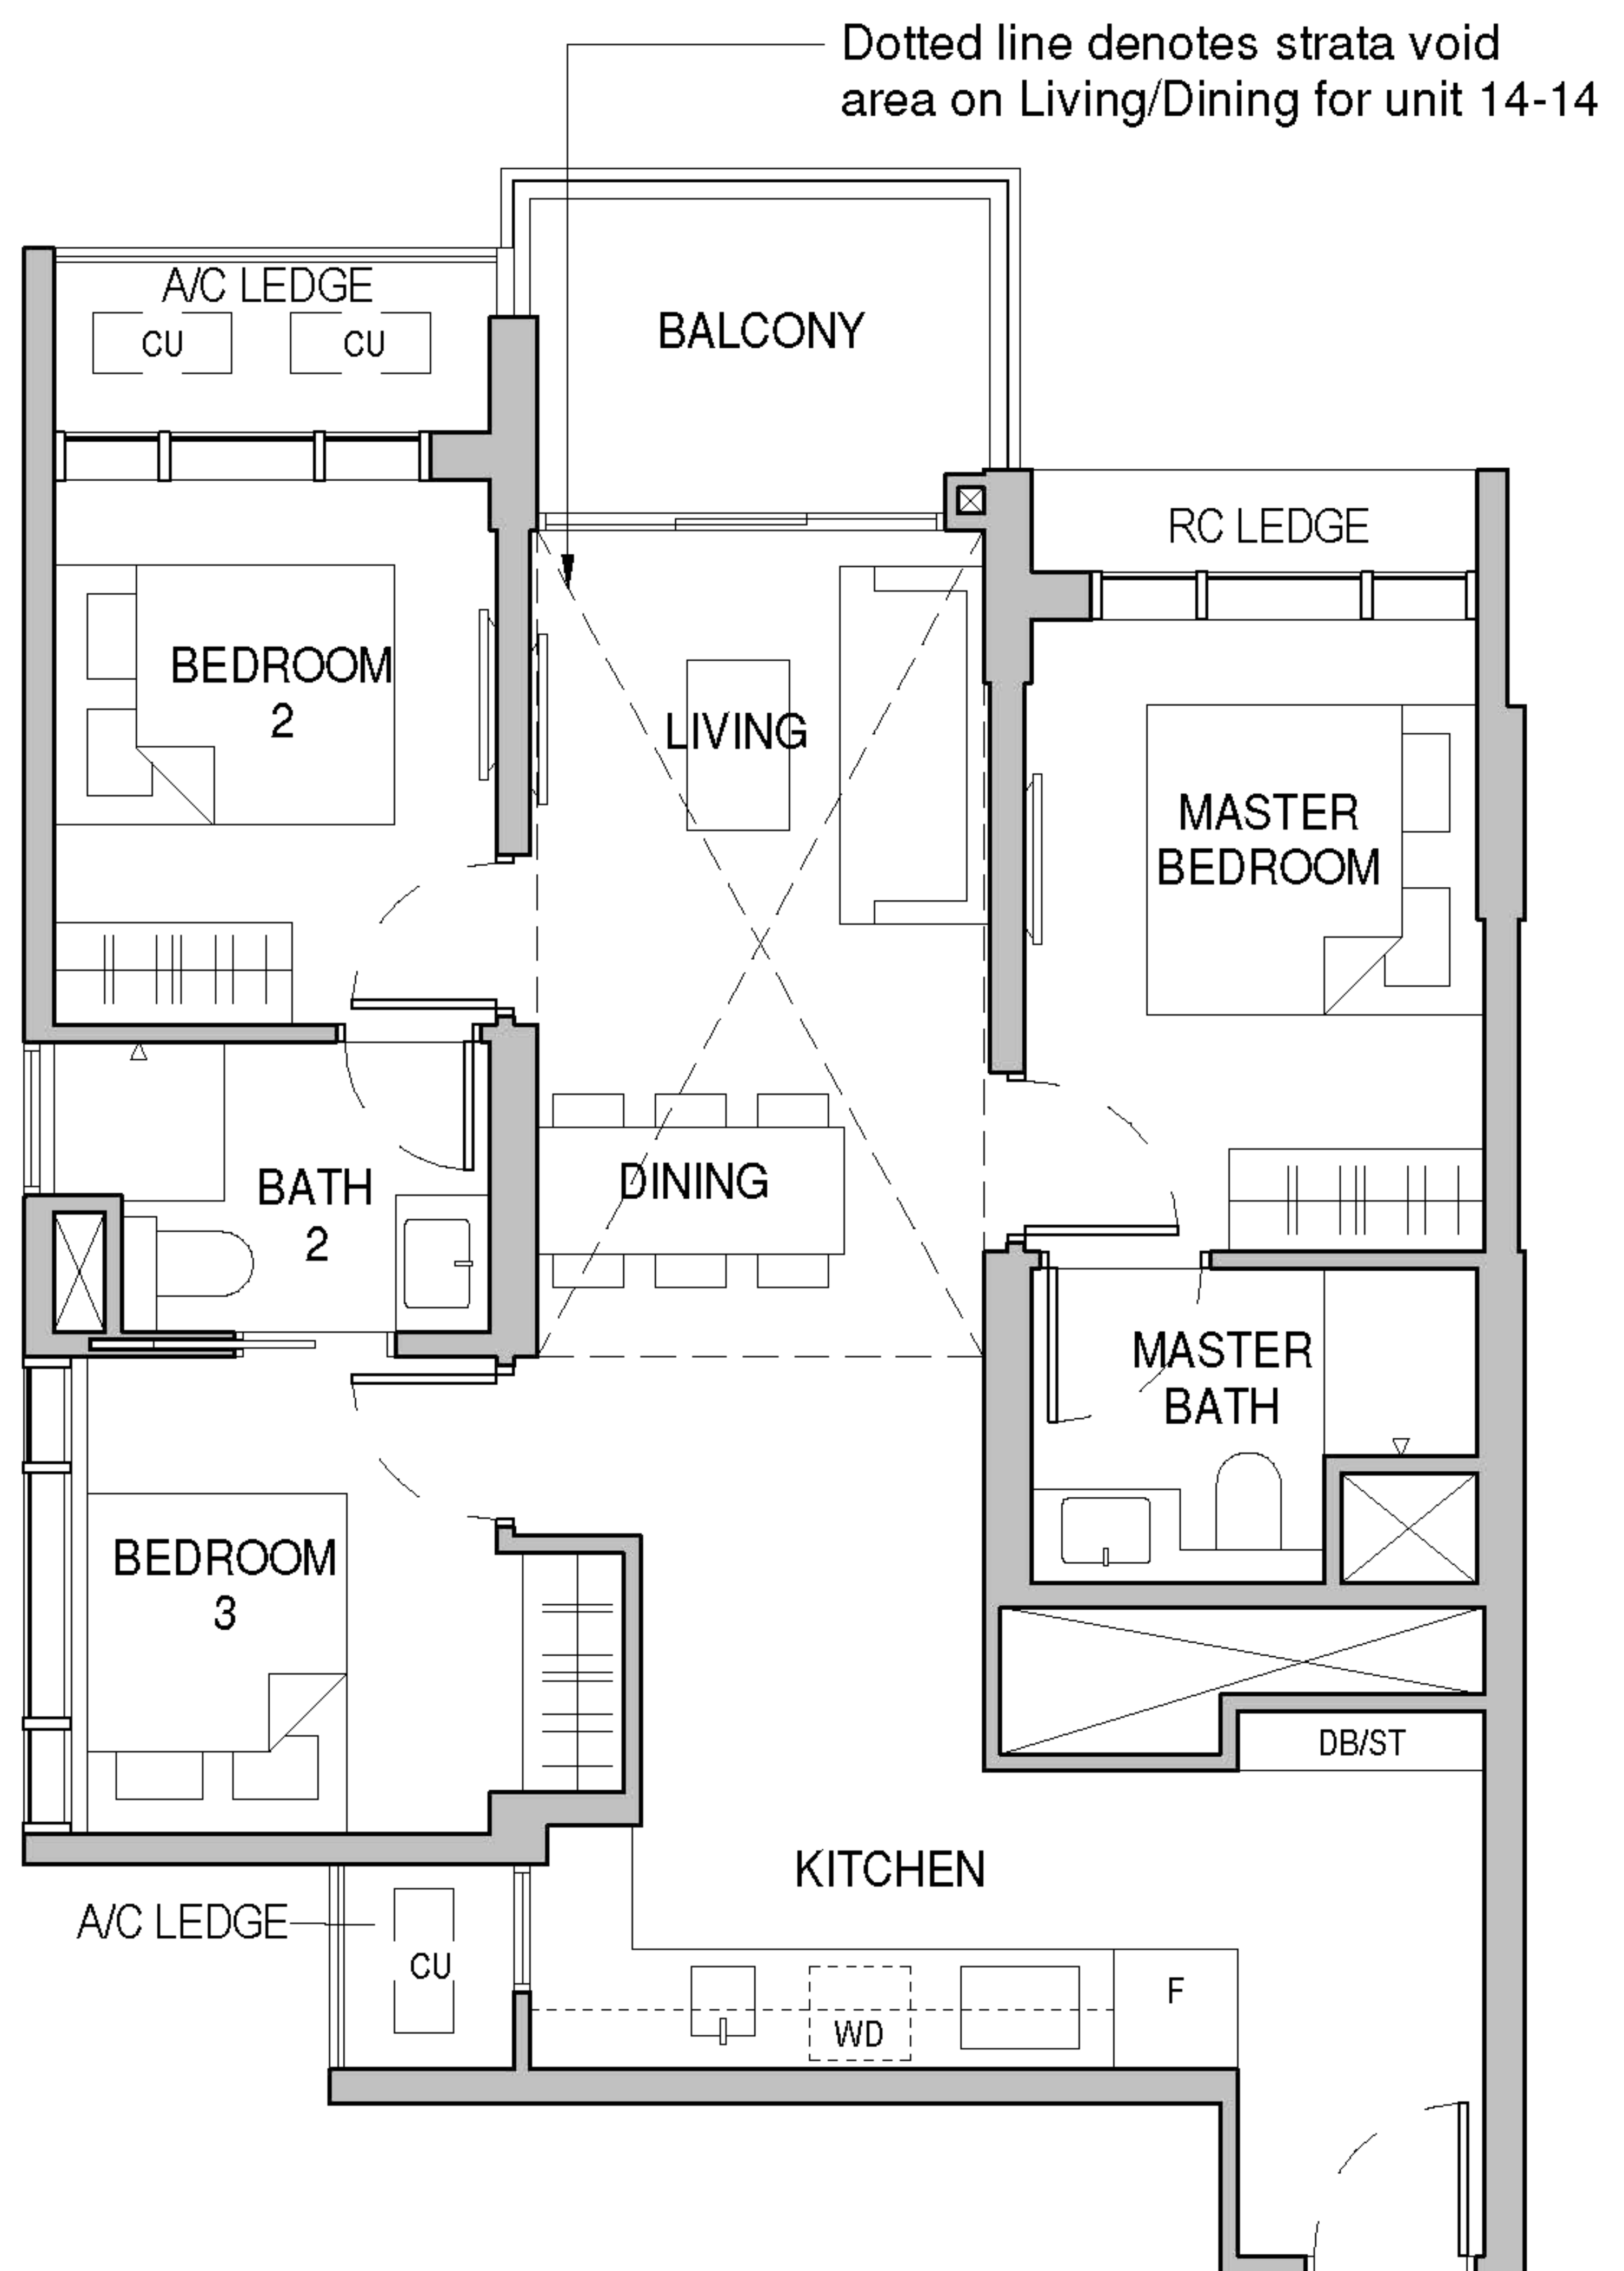 Dotted line denotes strata void
area on Living/Dining for unit 14-14
A/C LEDGE
CU
CU
BALCONY
RC LEDGE
BEDROOM
2
LIVING
MASTER
BEDROOM
BATH
2
DINING
MASTER
BATH
BEDROOM
3
DB/ST
KITCHEN
A/C LEDGE
CU
WD
F